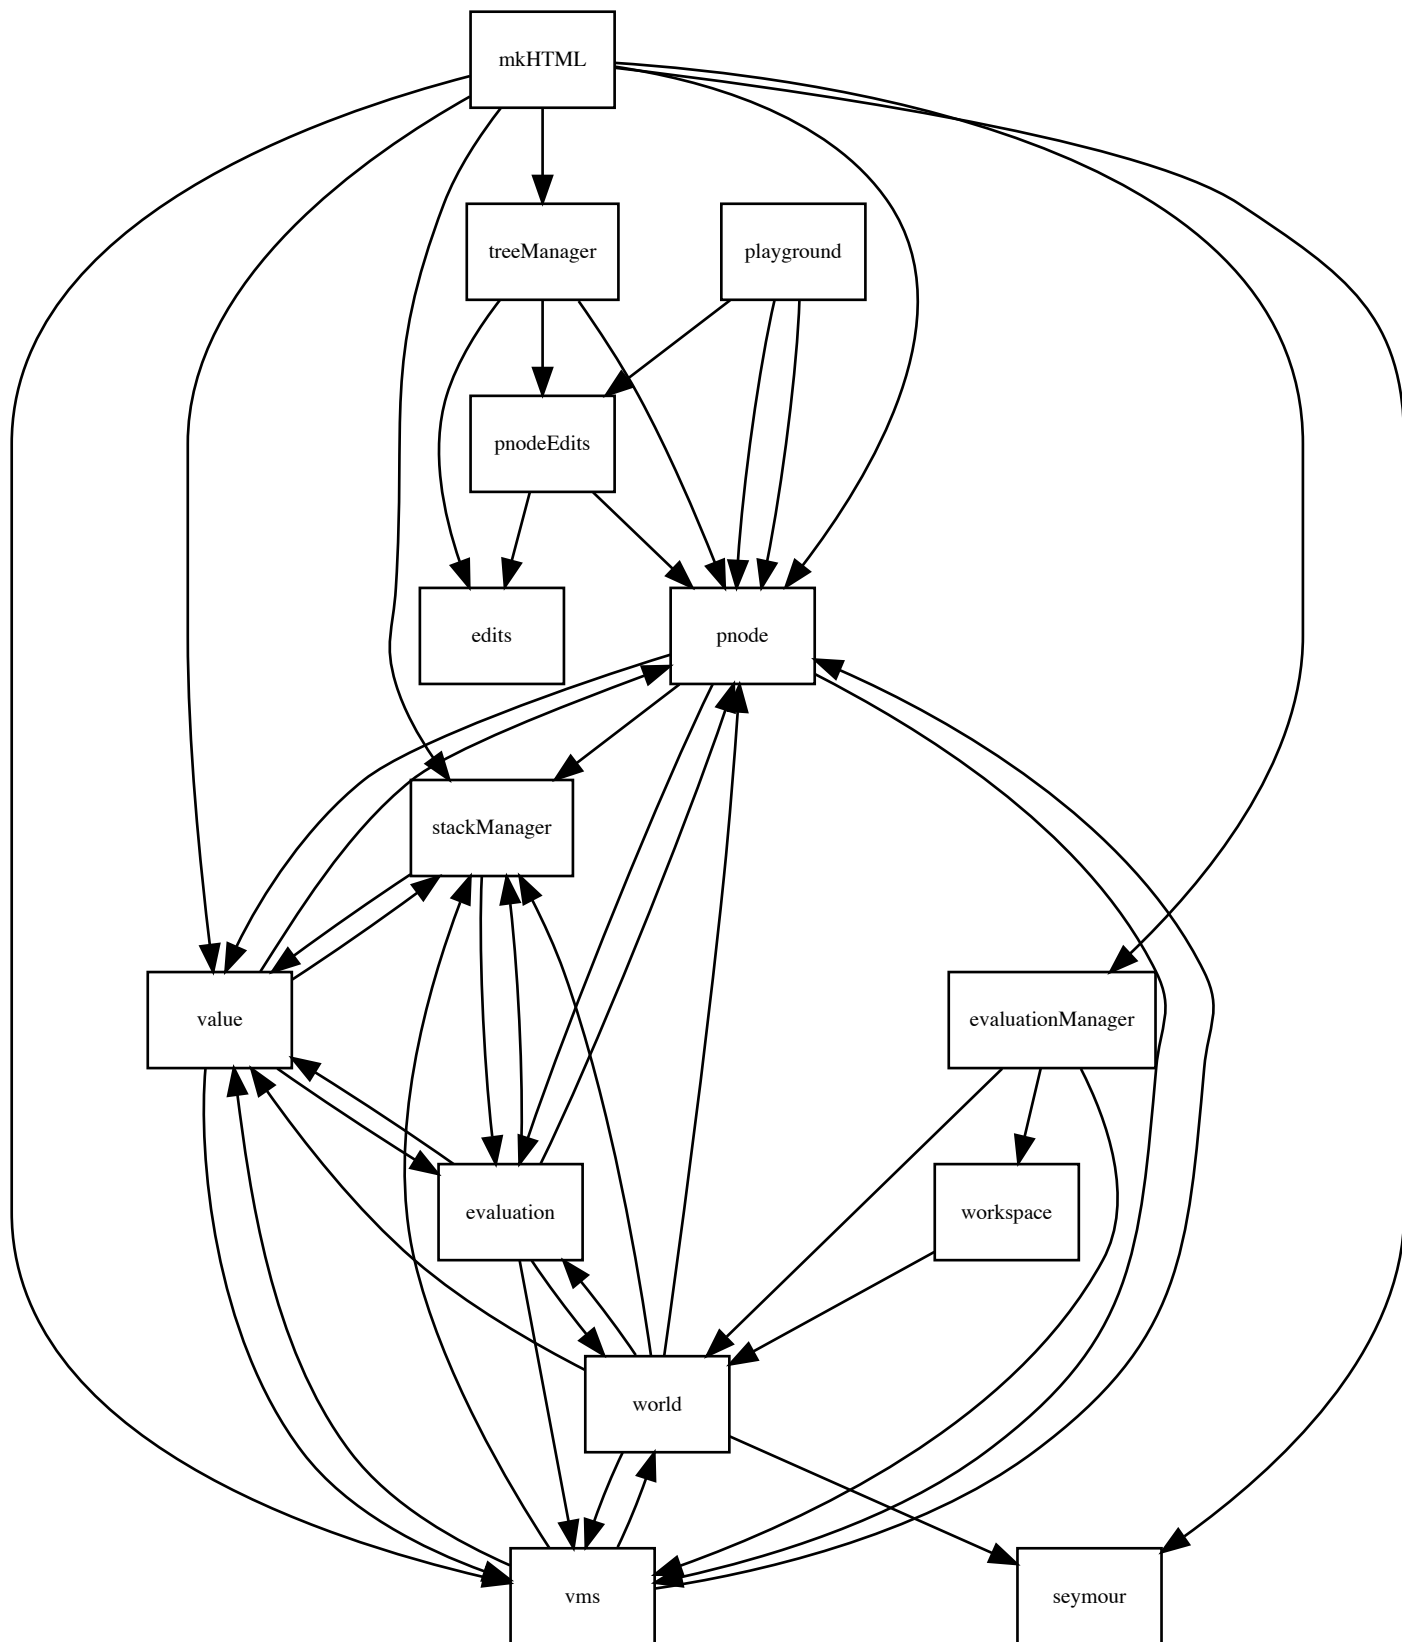 mkHTML
treeManager
playground
pnodeEdits
edits
pnode
stackManager
value
evaluationManager
evaluation
workspace
world
vms
seymour